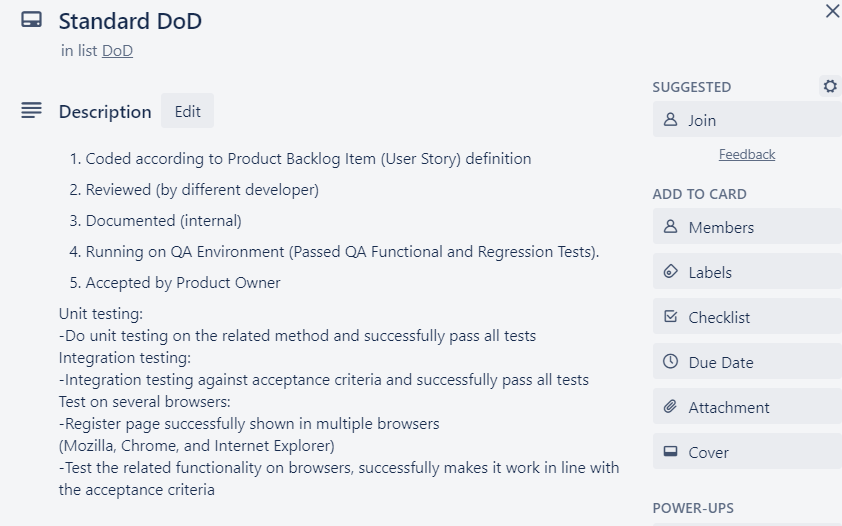 Standard DoD
in list DoD
Description Edit
1. Coded according to Product Backlog Item (User Story) definition
2. Reviewed (by different developer)
3. Documented (internal)
4. Running on QA Environment (Passed QA Functional and Regression Tests).
5. Accepted by Product Owner
Unit testing:
-Do unit testing on the related method and successfully pass all tests
Integration testing:
-Integration testing against acceptance criteria and successfully pass all tests
Test on several browsers:
-Register page successfully shown in multiple browsers
(Mozilla, Chrome, and Internet Explorer)
-Test the related functionality on browsers, successfully makes it work in line with
the acceptance criteria
SUGGESTED
Join
Feedback
ADD TO CARD
Members
Labels
Checklist
Due Date
Attachment
Cover
POWER-UPS